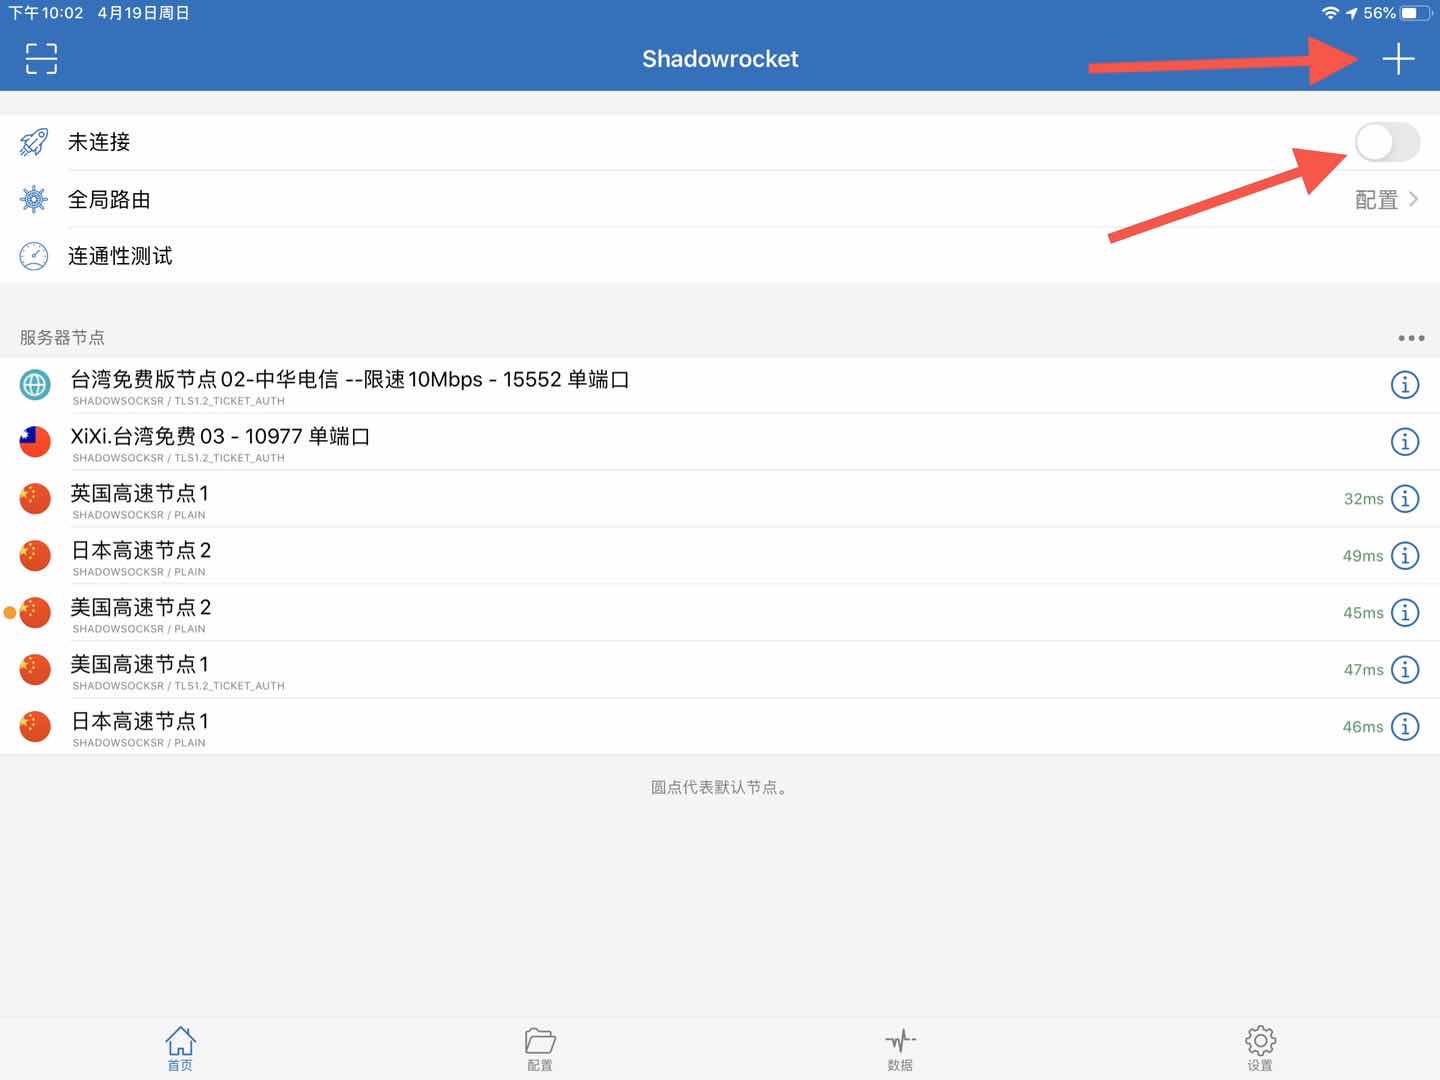 下午10:02 4月19日周日
56%
Shadowrocket
未连接
全局路由
配置
连通性测试
服务器节点
台湾免费版节点02-中华电信 --限速10Mbps - 15552 单端口
SHADOWSOCKSR / TLS1.2_TICKET_AUTH
XiXi.台湾免费03 - 10977 单端口
SHADOWSOCKSR / TLS1.2_TICKET_AUTH
英国高速节点1
SHADOWSOCKSR / PLAIN
32ms
日本高速节点2
SHADOWSOCKSR / PLAIN
49ms
美国高速节点2
SHADOWSOCKSR / PLAIN
45ms
美国高速节点1
SHADOWSOCKSR / TLS1.2_TICKET_AUTH
47ms
日本高速节点1
SHADOWSOCKSR / PLAIN
46ms
圆点代表默认节点。
首页
配置
数据
设置